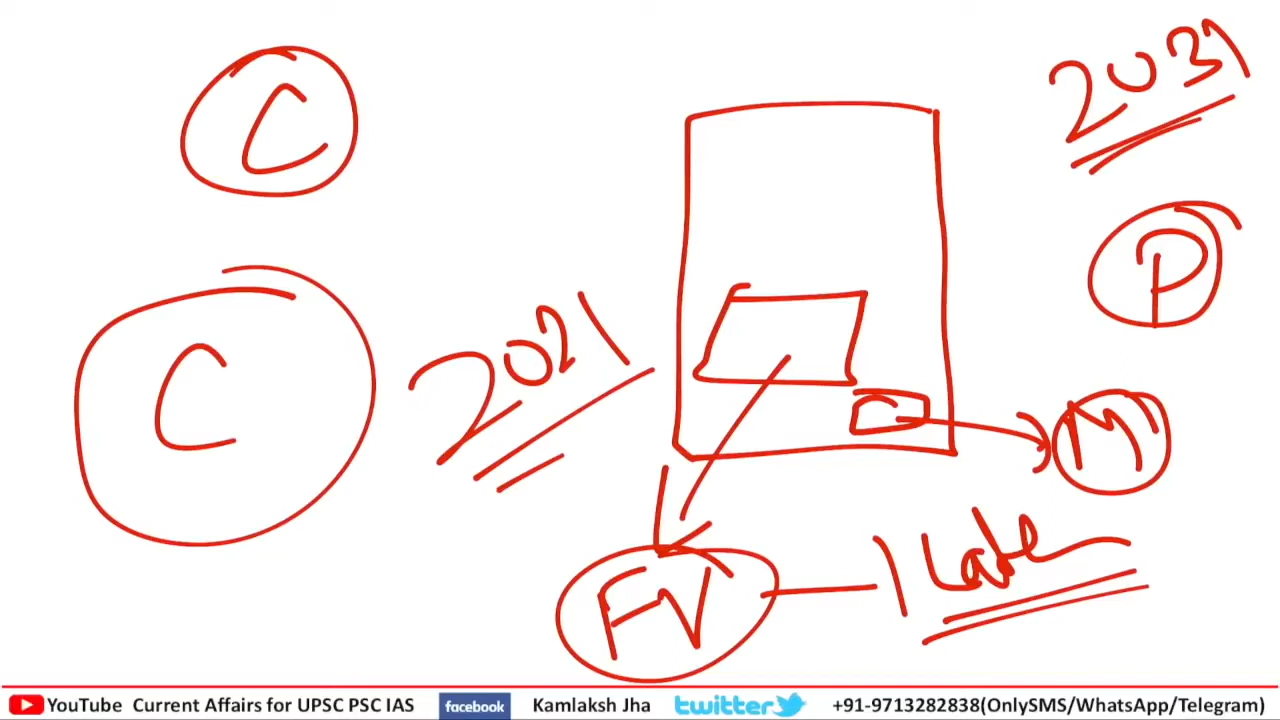 C
2031
P
C
2021
M
FV
1 Lakh
YouTube Current Affairs for UPSC PSC IAS facebook Kamlaksh Jha twitter +91-9713282838(OnlySMS/WhatsApp/Telegram)